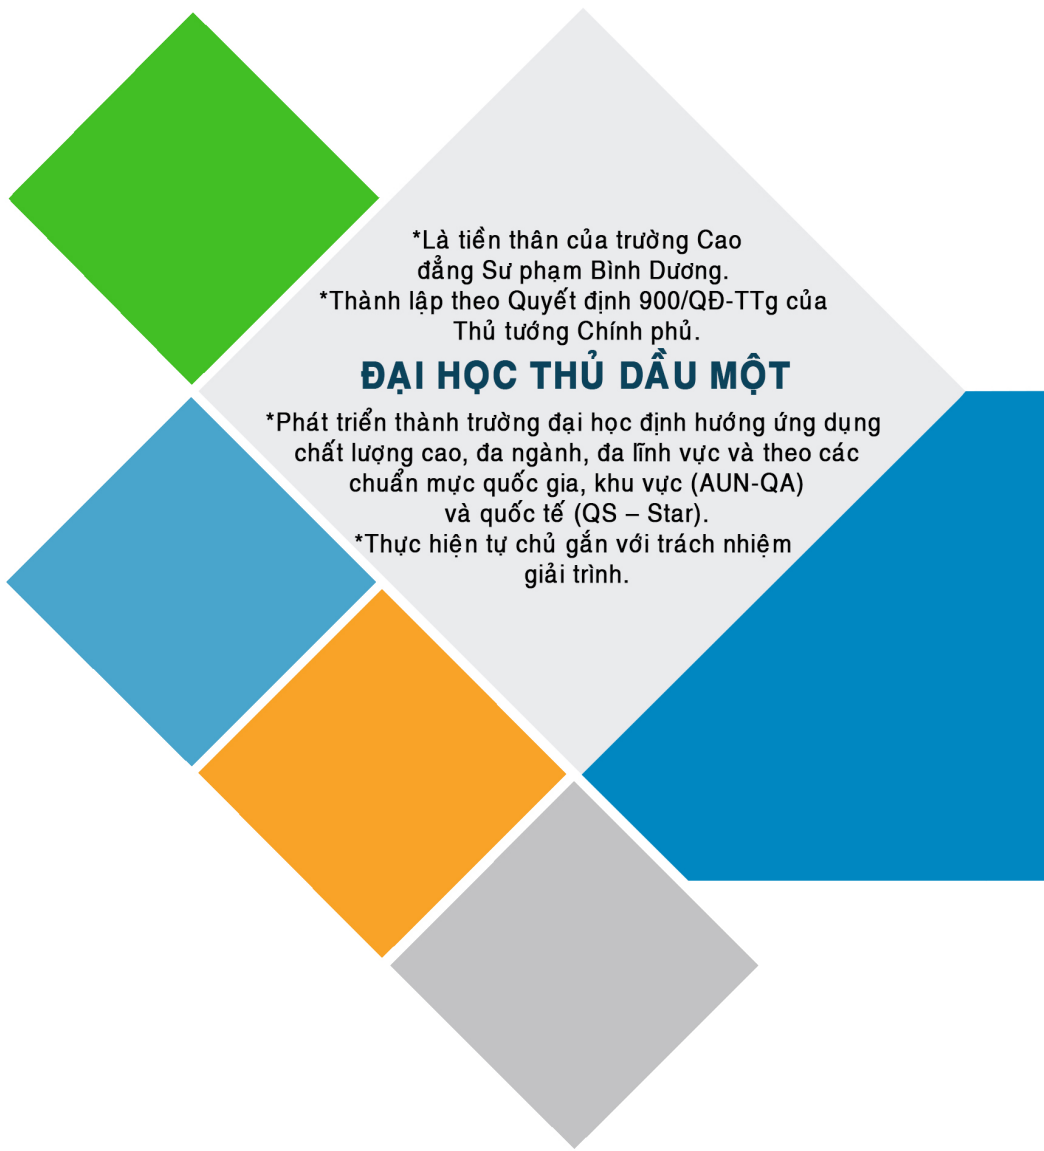 *Là tiền thân của trường Cao
đẳng Sư phạm Bình Dương.
*Thành lập theo Quyết định 900/QĐ-TTg của
Thủ tướng Chính phủ.
ĐẠI HỌC THỦ DẦU MỘT
*Phát triển thành trường đại học định hướng ứng dụng
chất lượng cao, đa ngành, đa lĩnh vực và theo các
chuẩn mực quốc gia, khu vực (AUN-QA)
và quốc tế (QS – Star).
*Thực hiện tự chủ gắn với trách nhiệm
giải trình.